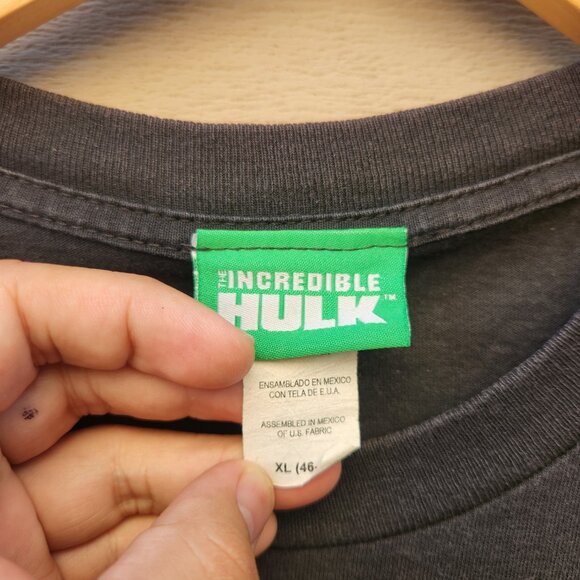 THE INCREDIBLE
HULK™
ENSAMBLADO EN MEXICO
CON TELA DE E.U.A.
ASSEMBLED IN MEXICO
OF U.S. FABRIC
XL (46-